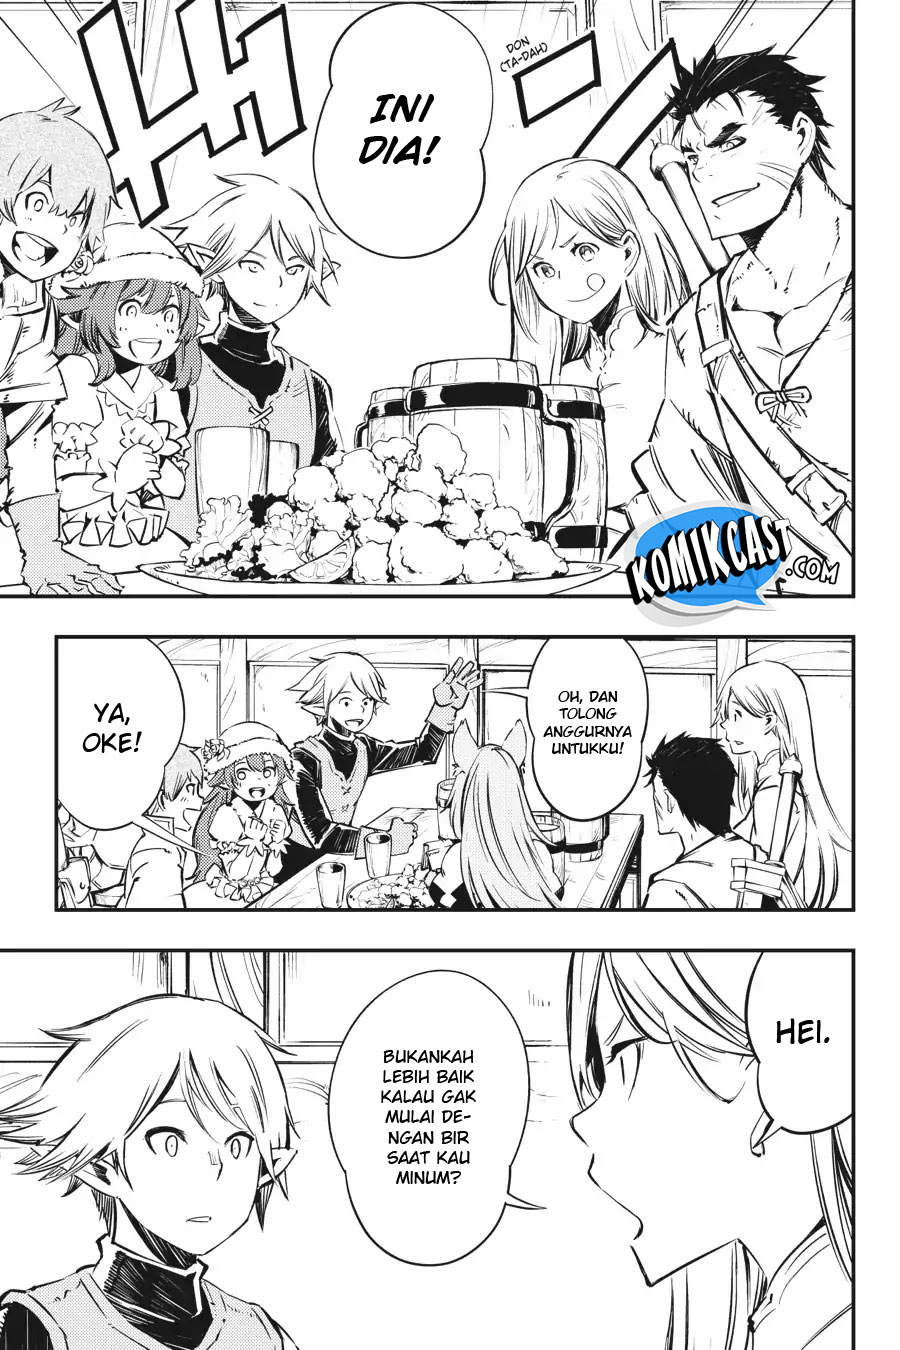 DON
(TA-DAH)
INI
DIA!
KOMIKCAST
.COM
OH, DAN
TOLONG
ANGGURNYA
UNTUKKU!
YA,
OKE!
HEI.
BUKANKAH
LEBIH BAIK
KALAU GAK
MULAI DE-
NGAN BIR
SAAT KAU
MINUM?